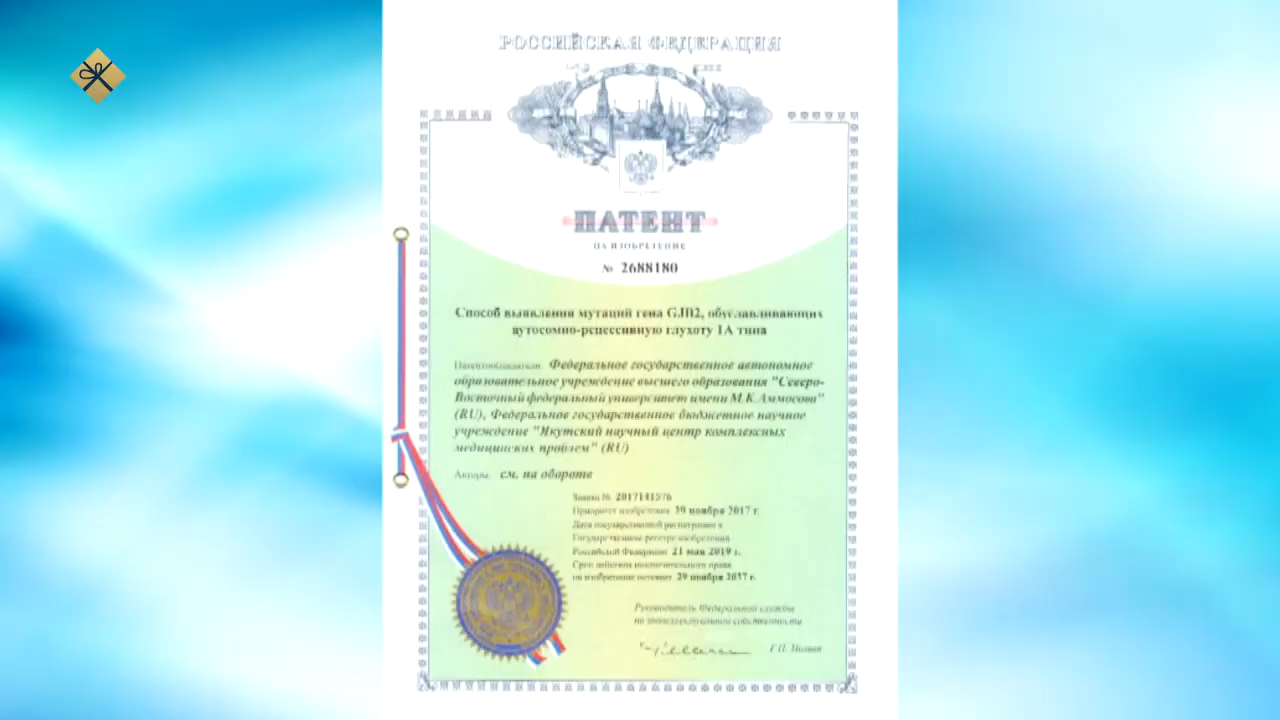 РОССИЙСКАЯ ФЕДЕРАЦИЯ
ПАТЕНТ
НА ИЗОБРЕТЕНИЕ
№ 2688180
Способ выявления мутаций гена GJB2, обуславливающих
аутосомно-рецессивную глухоту 1А типа
Патентообладатели: Федеральное государственное автономное
образовательное учреждение высшего образования "Северо-
Восточный федеральный университет имени М.К.Аммосова"
(RU), Федеральное государственное бюджетное научное
учреждение "Якутский научный центр комплексных
медицинских проблем" (RU)
Авторы: см. на обороте
Заявка № 2017141576
Приоритет изобретения 29 ноября 2017 г.
Дата государственной регистрации в
Государственном реестре изобретений
Российской Федерации 21 мая 2019 г.
Срок действия исключительного права
на изобретение истекает 29 ноября 2037 г.
Руководитель Федеральной службы
по интеллектуальной собственности
Г.П. Ивлиев